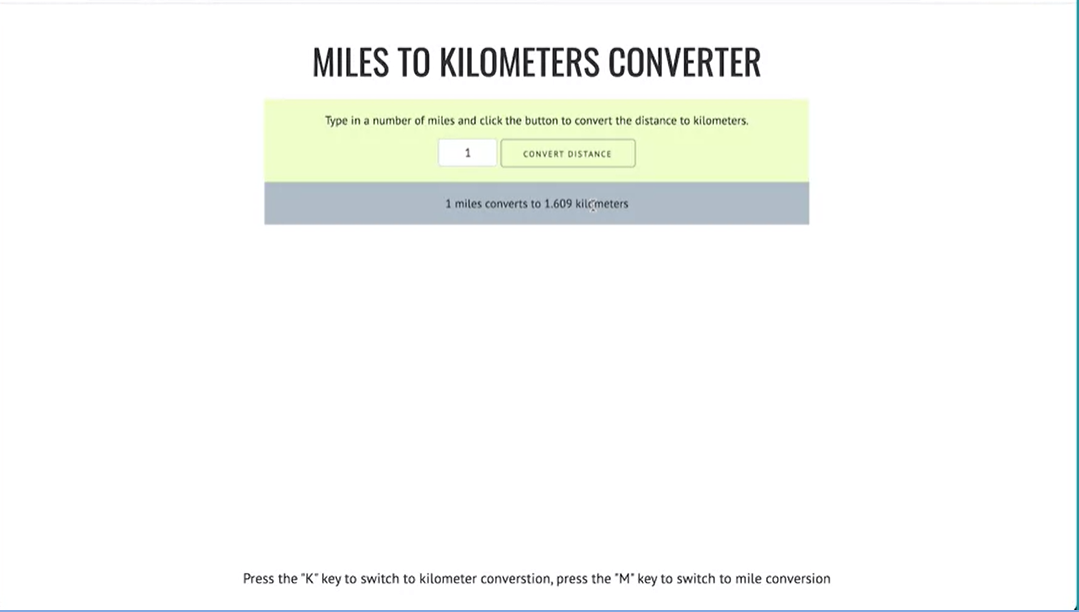 MILES TO KILOMETERS CONVERTER
Type in a number of miles and click the button to convert the distance to kilometers.
1 CONVERT DISTANCE
1 miles converts to 1.609 kilometers
Press the "K" key to switch to kilometer converstion, press the "M" key to switch to mile conversion